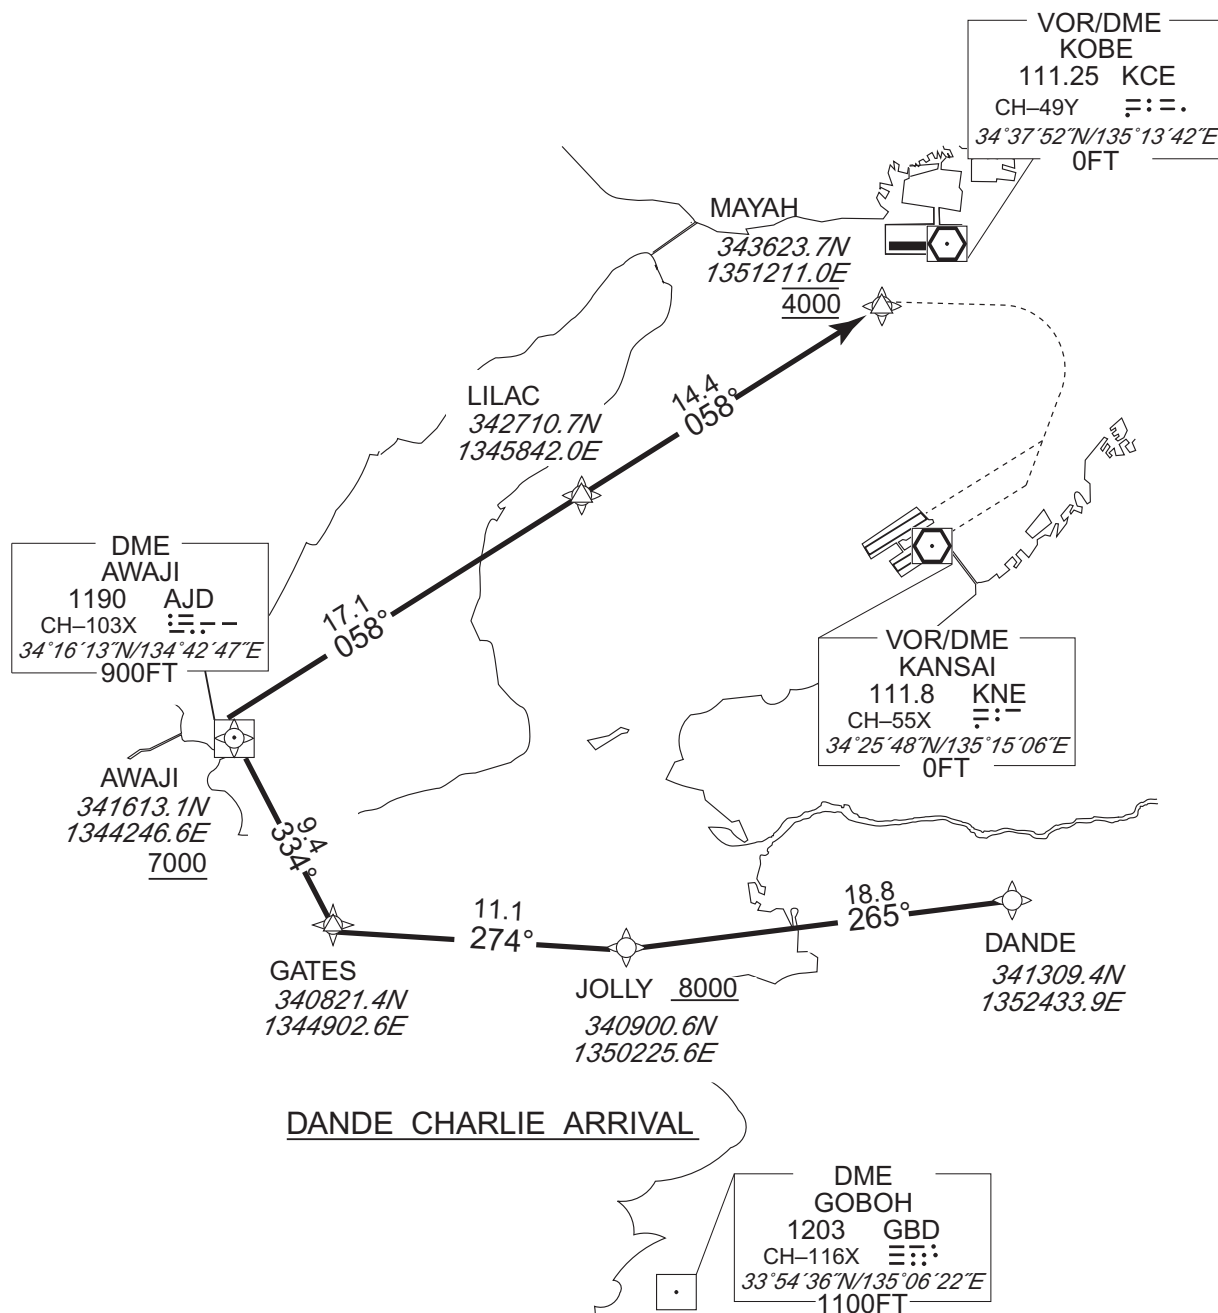 VOR/DME
KOBE
111.25 KCE
CH–49Y
34°37´52˝N/135°13´42˝E
0FT
MAYAH
343623.7N
1351211.0E
4000
14.4
058°
LILAC
342710.7N
1345842.0E
17.1
058°
DME
AWAJI
1190 AJD
CH–103X
34°16´13˝N/134°42´47˝E
900FT
VOR/DME
KANSAI
111.8 KNE
CH–55X
34°25´48˝N/135°15´06˝E
0FT
AWAJI
341613.1N
1344246.6E
7000
9.4
334°
11.1
274°
18.8
265°
GATES
340821.4N
1344902.6E
JOLLY 8000
340900.6N
1350225.6E
DANDE
341309.4N
1352433.9E
DANDE CHARLIE ARRIVAL
DME
GOBOH
1203 GBD
CH–116X
33°54´36˝N/135°06´22˝E
1100FT